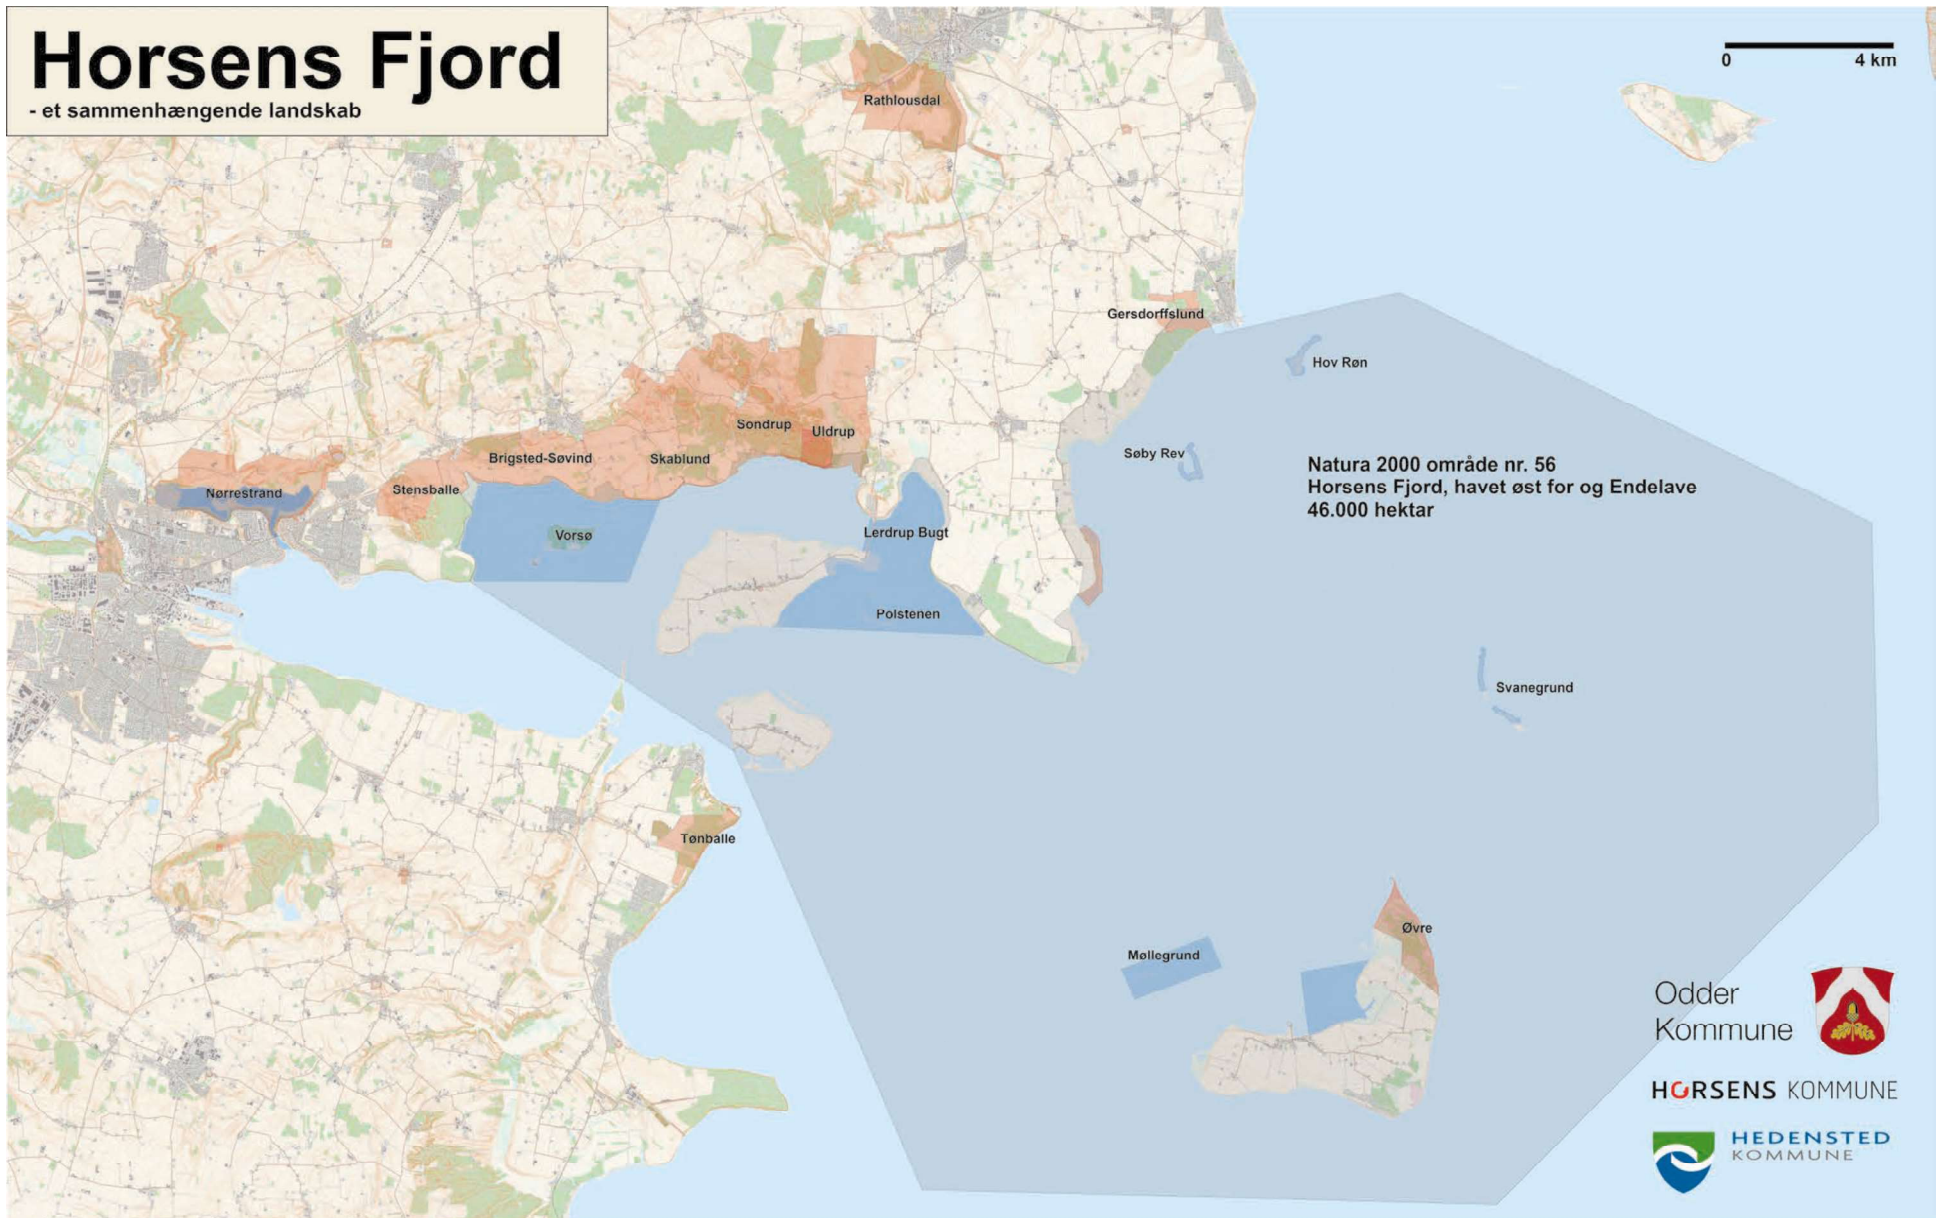 Horsens Fjord
- et sammenhængende landskab
0 4 km
Rathlousdal
Gersdorffslund
Hov Røn
Sondrup
Uldrup
Brigsted-Søvind
Skablund
Søby Rev
Natura 2000 område nr. 56
Horsens Fjord, havet øst for og Endelave
46.000 hektar
Nørrestrand
Stensballe
Vorsø
Lerdrup Bugt
Polstenen
Svanegrund
Tønballe
Øvre
Møllegrund
Odder
Kommune
HORSENS KOMMUNE
HEDENSTED
KOMMUNE